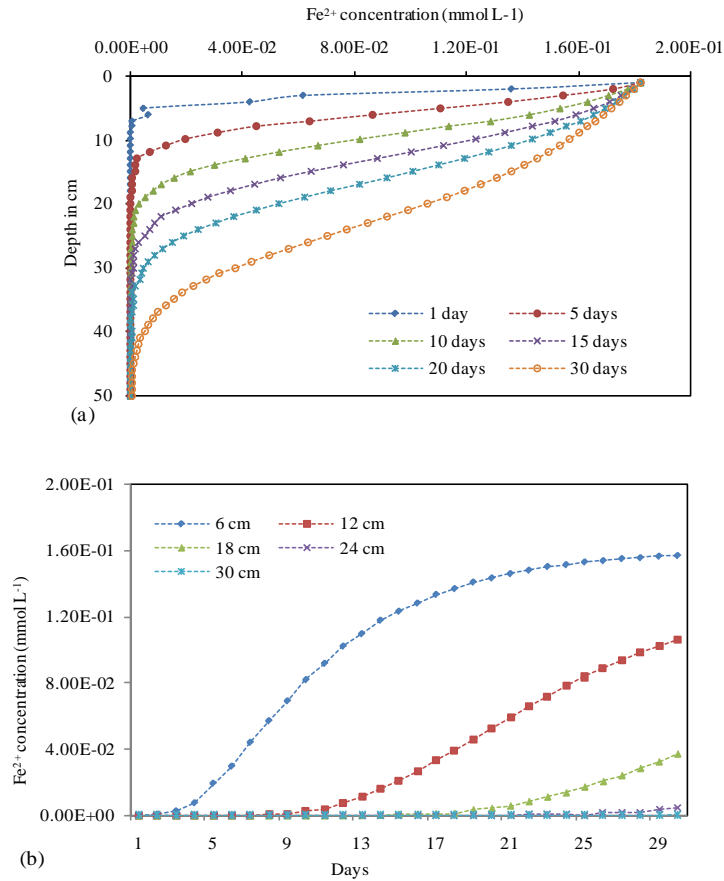 Fe²⁺ concentration (mmol L-1)
0.00E+00 4.00E-02 8.00E-02 1.20E-01 1.60E-01 2.00E-01
0
10
20
30
40
50
Depth in cm
1 day 5 days
10 days 15 days
20 days 30 days
(a)
2.00E-01
1.60E-01
1.20E-01
8.00E-02
4.00E-02
0.00E+00
Fe²⁺ concentration (mmol L⁻¹)
6 cm 12 cm
18 cm 24 cm
30 cm
1 5 9 13 17 21 25 29
Days
(b)